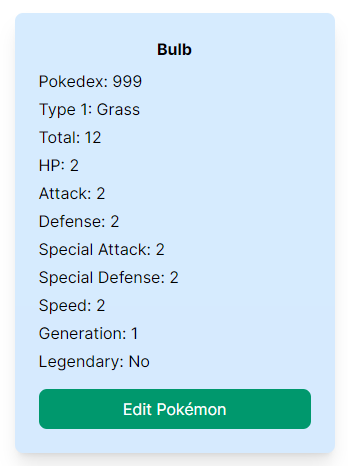 Bulb
Pokedex: 999
Type 1: Grass
Total: 12
HP: 2
Attack: 2
Defense: 2
Special Attack: 2
Special Defense: 2
Speed: 2
Generation: 1
Legendary: No
Edit Pokémon